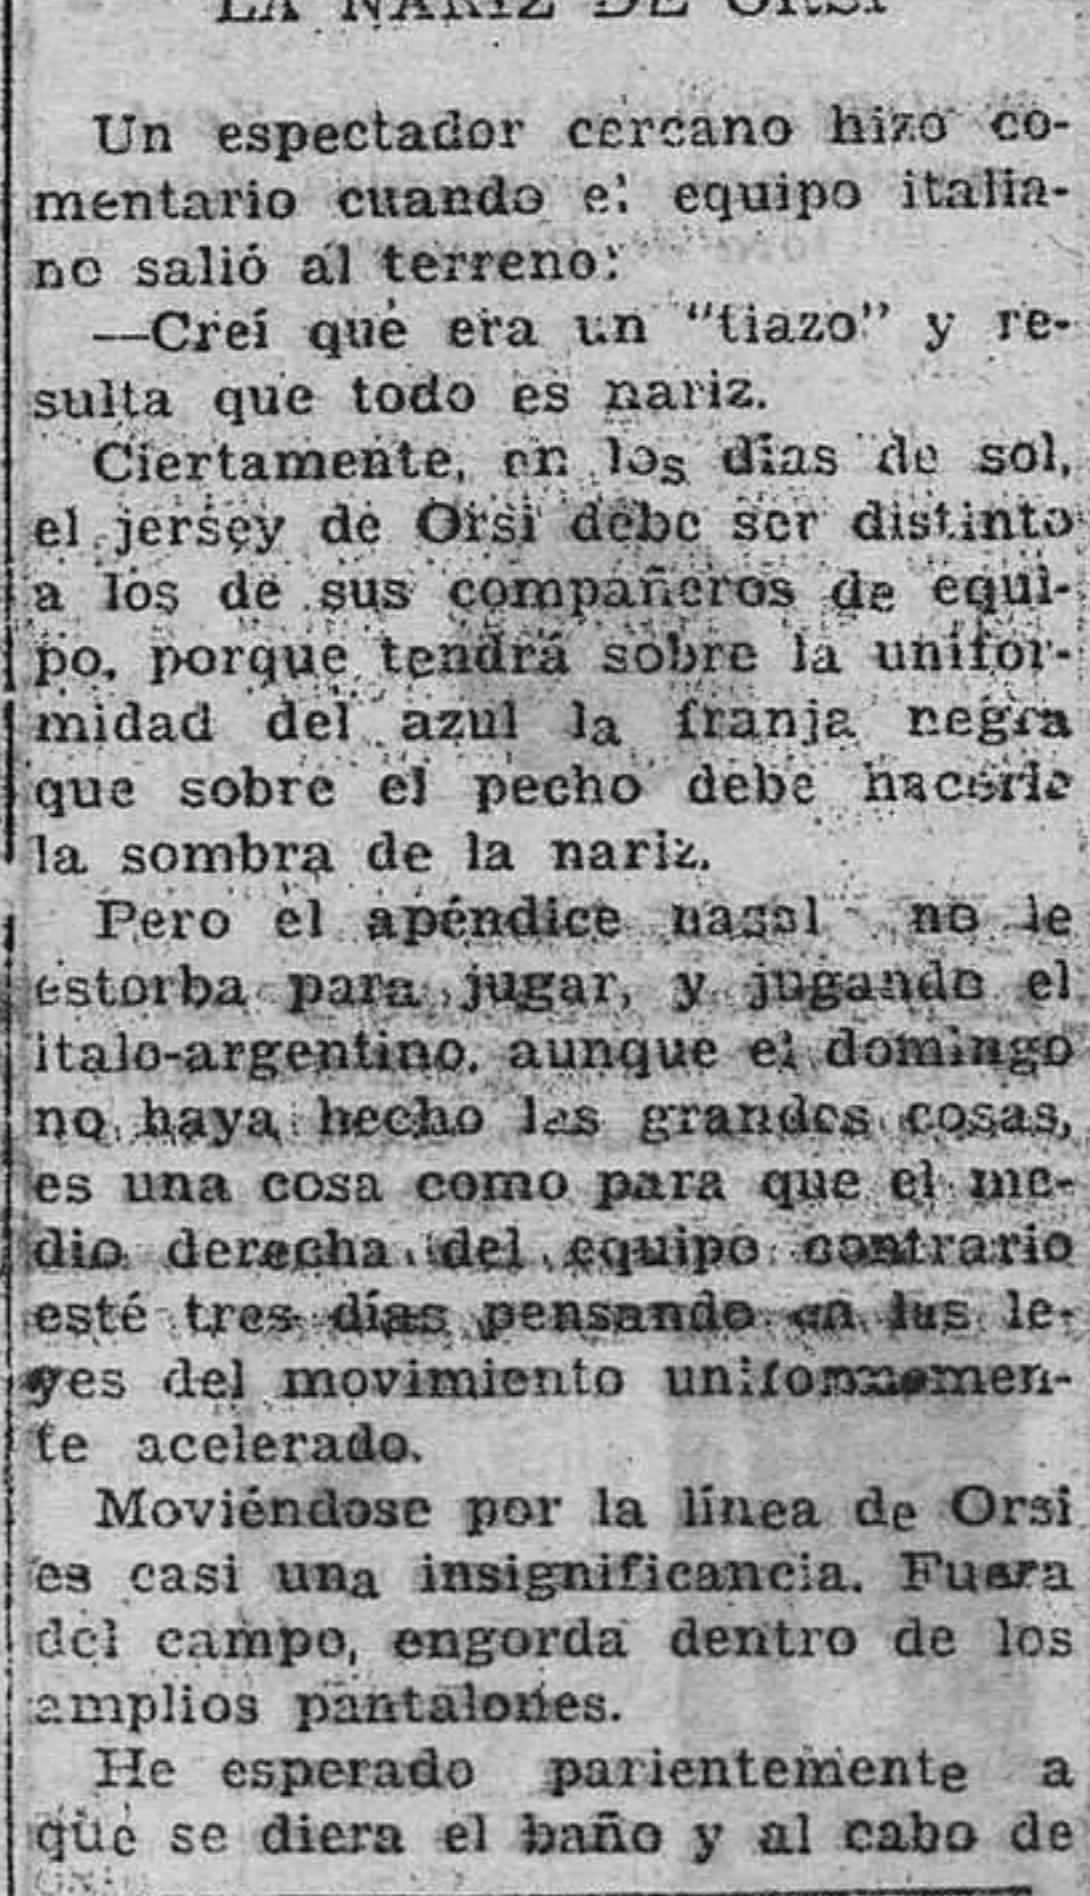 LA NARIZ DE ORSI
Un espectador cercano hizo co-
mentario cuando el equipo italia-
no salió al terreno:
—Creí que era un "tiazo" y re-
sulta que todo es nariz.
Ciertamente, en los días de sol,
el jersey de Orsi debe ser distinto
a los de sus compañeros de equi-
po, porque tendrá sobre la unifor-
midad del azul la franja negra
que sobre el pecho debe hacerle
la sombra de la nariz.
Pero el apéndice nasal no le
estorba para jugar, y jugando el
italo-argentino, aunque el domingo
no haya hecho las grandes cosas,
es una cosa como para que el me-
dio derecha del equipo contrario
esté tres días pensando en las le-
yes del movimiento uniformemen-
te acelerado.
Moviéndose por la línea de Orsi
es casi una insignificancia. Fuera
del campo, engorda dentro de los
amplios pantalones.
He esperado parientemente a
que se diera el baño y al cabo de